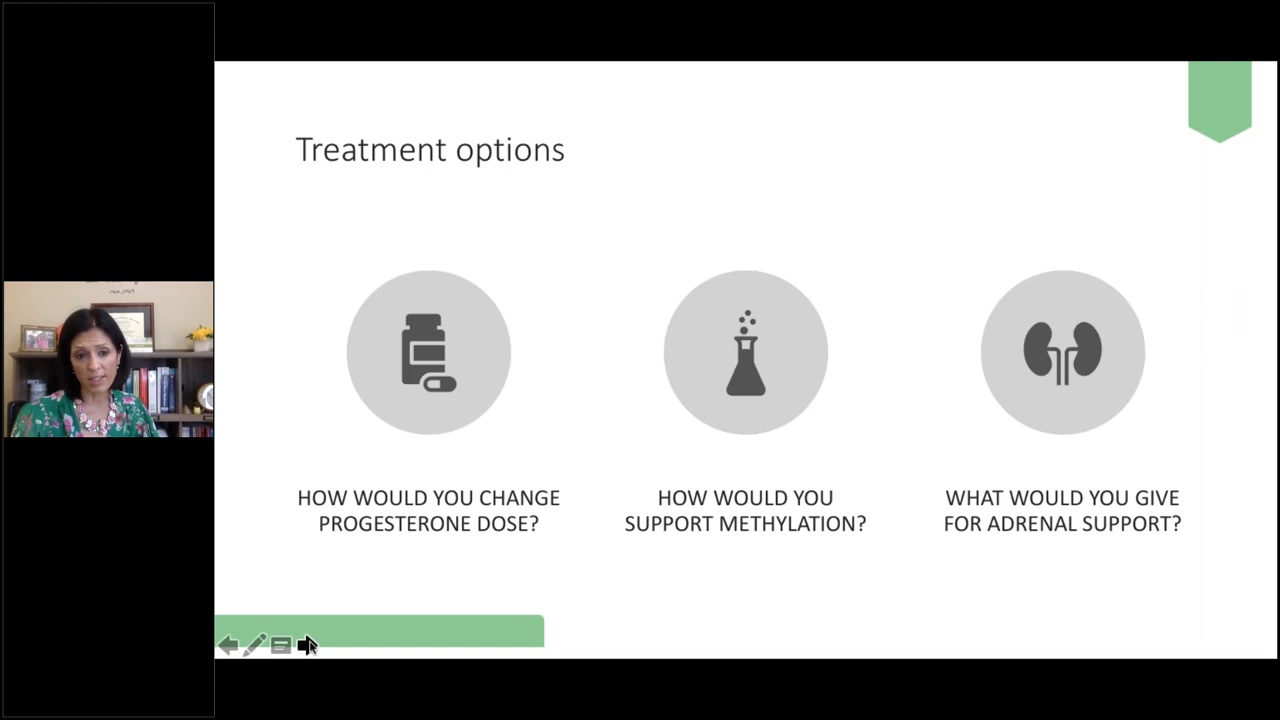 Treatment options
HOW WOULD YOU CHANGE
PROGESTERONE DOSE?
HOW WOULD YOU
SUPPORT METHYLATION?
WHAT WOULD YOU GIVE
FOR ADRENAL SUPPORT?